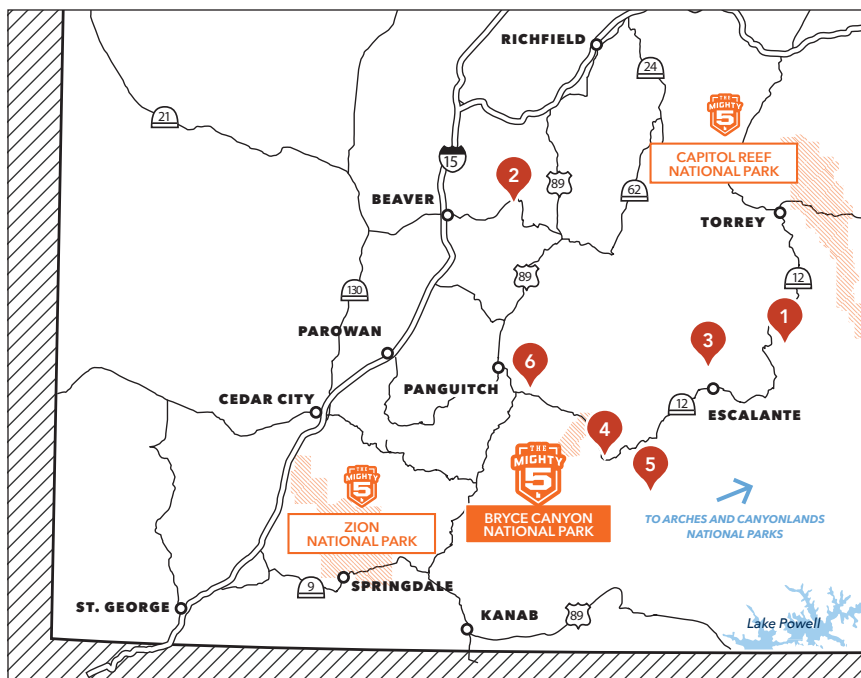 RICHFIELD
24
THE
MIGHTY
5
CAPITOL REEF
NATIONAL PARK
21
15
2
89
62
BEAVER
TORREY
89
12
130
1
PAROWAN
3
6
PANGUITCH
CEDAR CITY
12
ESCALANTE
4
THE
MIGHTY
5
THE
MIGHTY
5
5
BRYCE CANYON
NATIONAL PARK
ZION
NATIONAL PARK
TO ARCHES AND CANYONLANDS
NATIONAL PARKS
9
SPRINGDALE
ST. GEORGE
KANAB
89
Lake Powell